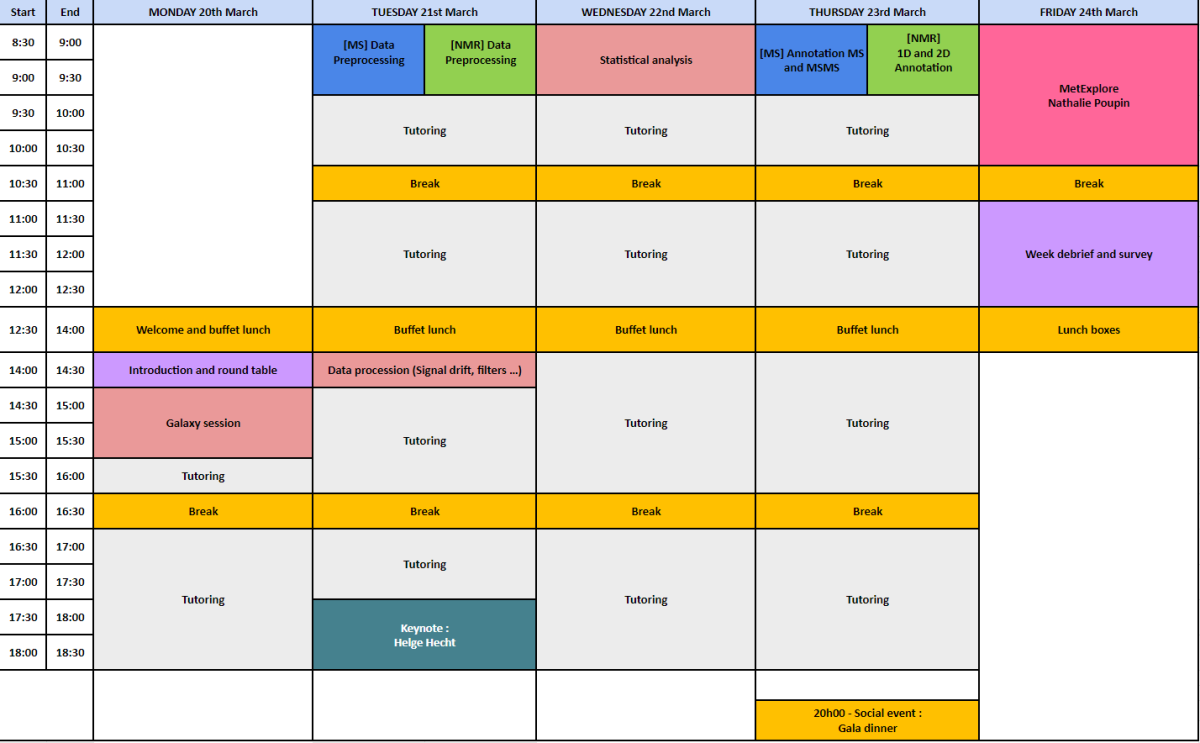 Start End MONDAY 20th March TUESDAY 21st March WEDNESDAY 22nd March THURSDAY 23rd March FRIDAY 24th March
8:30 9:00
[MS] Data
Preprocessing
[NMR] Data
Preprocessing
Statistical analysis
[MS] Annotation MS
and MSMS
[NMR]
1D and 2D
Annotation
MetExplore
Nathalie Poupin
9:00 9:30
9:30 10:00
Tutoring Tutoring Tutoring
10:00 10:30
10:30 11:00 Break Break Break Break
11:00 11:30
11:30 12:00 Tutoring Tutoring Tutoring Week debrief and survey
12:00 12:30
12:30 14:00 Welcome and buffet lunch Buffet lunch Buffet lunch Buffet lunch Lunch boxes
14:00 14:30 Introduction and round table Data procession (Signal drift, filters ...)
14:30 15:00
Galaxy session Tutoring Tutoring
15:00 15:30
Tutoring
15:30 16:00 Tutoring
16:00 16:30 Break Break Break Break
16:30 17:00
Tutoring
17:00 17:30
Tutoring Tutoring Tutoring
17:30 18:00
Keynote :
Helge Hecht
18:00 18:30
20h00 - Social event :
Gala dinner